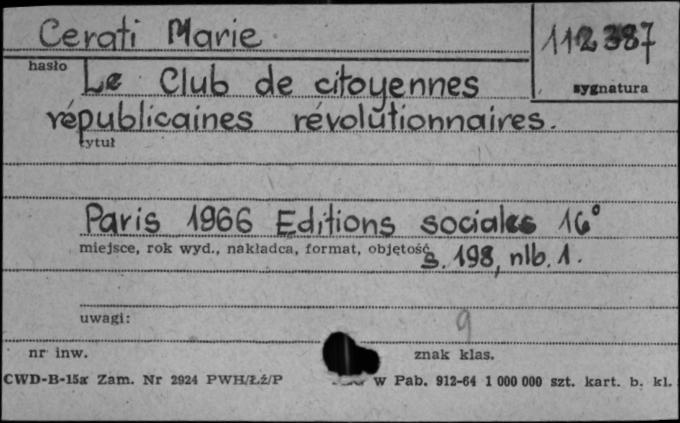 Cerati Marie
112387
hasło
sygnatura
Le Club de citoyennes
républicaines révolutionnaires.
tytuł
Paris 1966 Editions sociales 16°
miejsce, rok wyd., nakładca, format, objętość
s. 198, nlb. 1.
uwagi:
9
nr inw.
znak klas.
CWD-B-15a Zam. Nr 2924 PWH/Łż/P
w Pab. 912-64 1 000 000 szt. kart. b. kl.